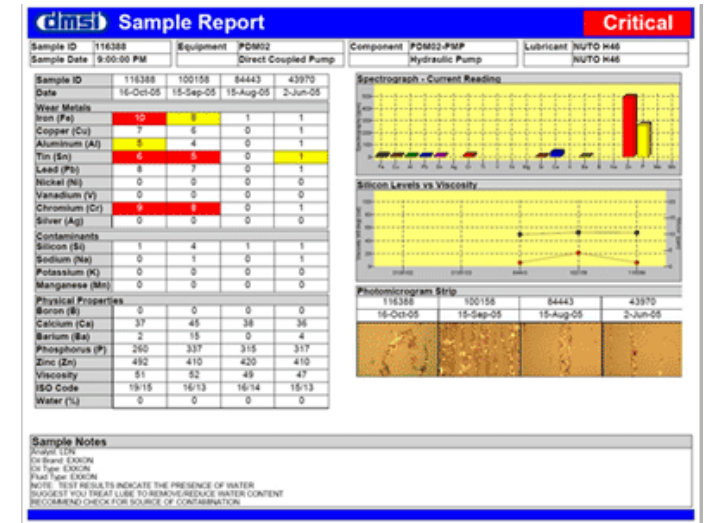 dmsi Sample Report Critical
Sample ID 116388 Equipment PDM02 Component PDM02-PMP Lubricant NUTO H46
Sample Date 9:00:00 PM Direct Coupled Pump Hydraulic Pump NUTO H46
Sample ID 116388 100158 84443 43970
Date 16-Oct-05 15-Sep-05 15-Aug-05 2-Jun-05
Wear Metals
Iron (Fe) 10 8 1 1
Copper (Cu) 7 6 0 1
Aluminum (Al) 5 4 0 1
Tin (Sn) 6 5 0 1
Lead (Pb) 8 7 0 1
Nickel (Ni) 0 0 0 0
Vanadium (V) 0 0 0 0
Chromium (Cr) 9 8 0 1
Silver (Ag) 0 0 0 0
Contaminants
Silicon (Si) 1 4 1 1
Sodium (Na) 0 1 0 1
Potassium (K) 0 0 0 0
Manganese (Mn) 0 0 0 0
Physical Properties
Boron (B) 0 0 0 0
Calcium (Ca) 37 45 38 36
Barium (Ba) 2 15 0 4
Phosphorus (P) 260 337 315 317
Zinc (Zn) 492 410 420 410
Viscosity 51 52 49 47
ISO Code 19/15 16/13 16/14 15/13
Water (%) 0 0 0 0
Spectrograph - Current Reading
Silicon Levels vs Viscosity
Photomicrogram Strip
116388 100158 84443 43970
16-Oct-05 15-Sep-05 15-Aug-05 2-Jun-05
Sample Notes
Analyst: LDN
Oil Brand: EXXON
Oil Type: EXXON
Fluid Type: EXXON
NOTE: TEST RESULTS INDICATE THE PRESENCE OF WATER
SUGGEST YOU TREAT LUBE TO REMOVE/REDUCE WATER CONTENT
RECOMMEND CHECK FOR SOURCE OF CONTAMINATION